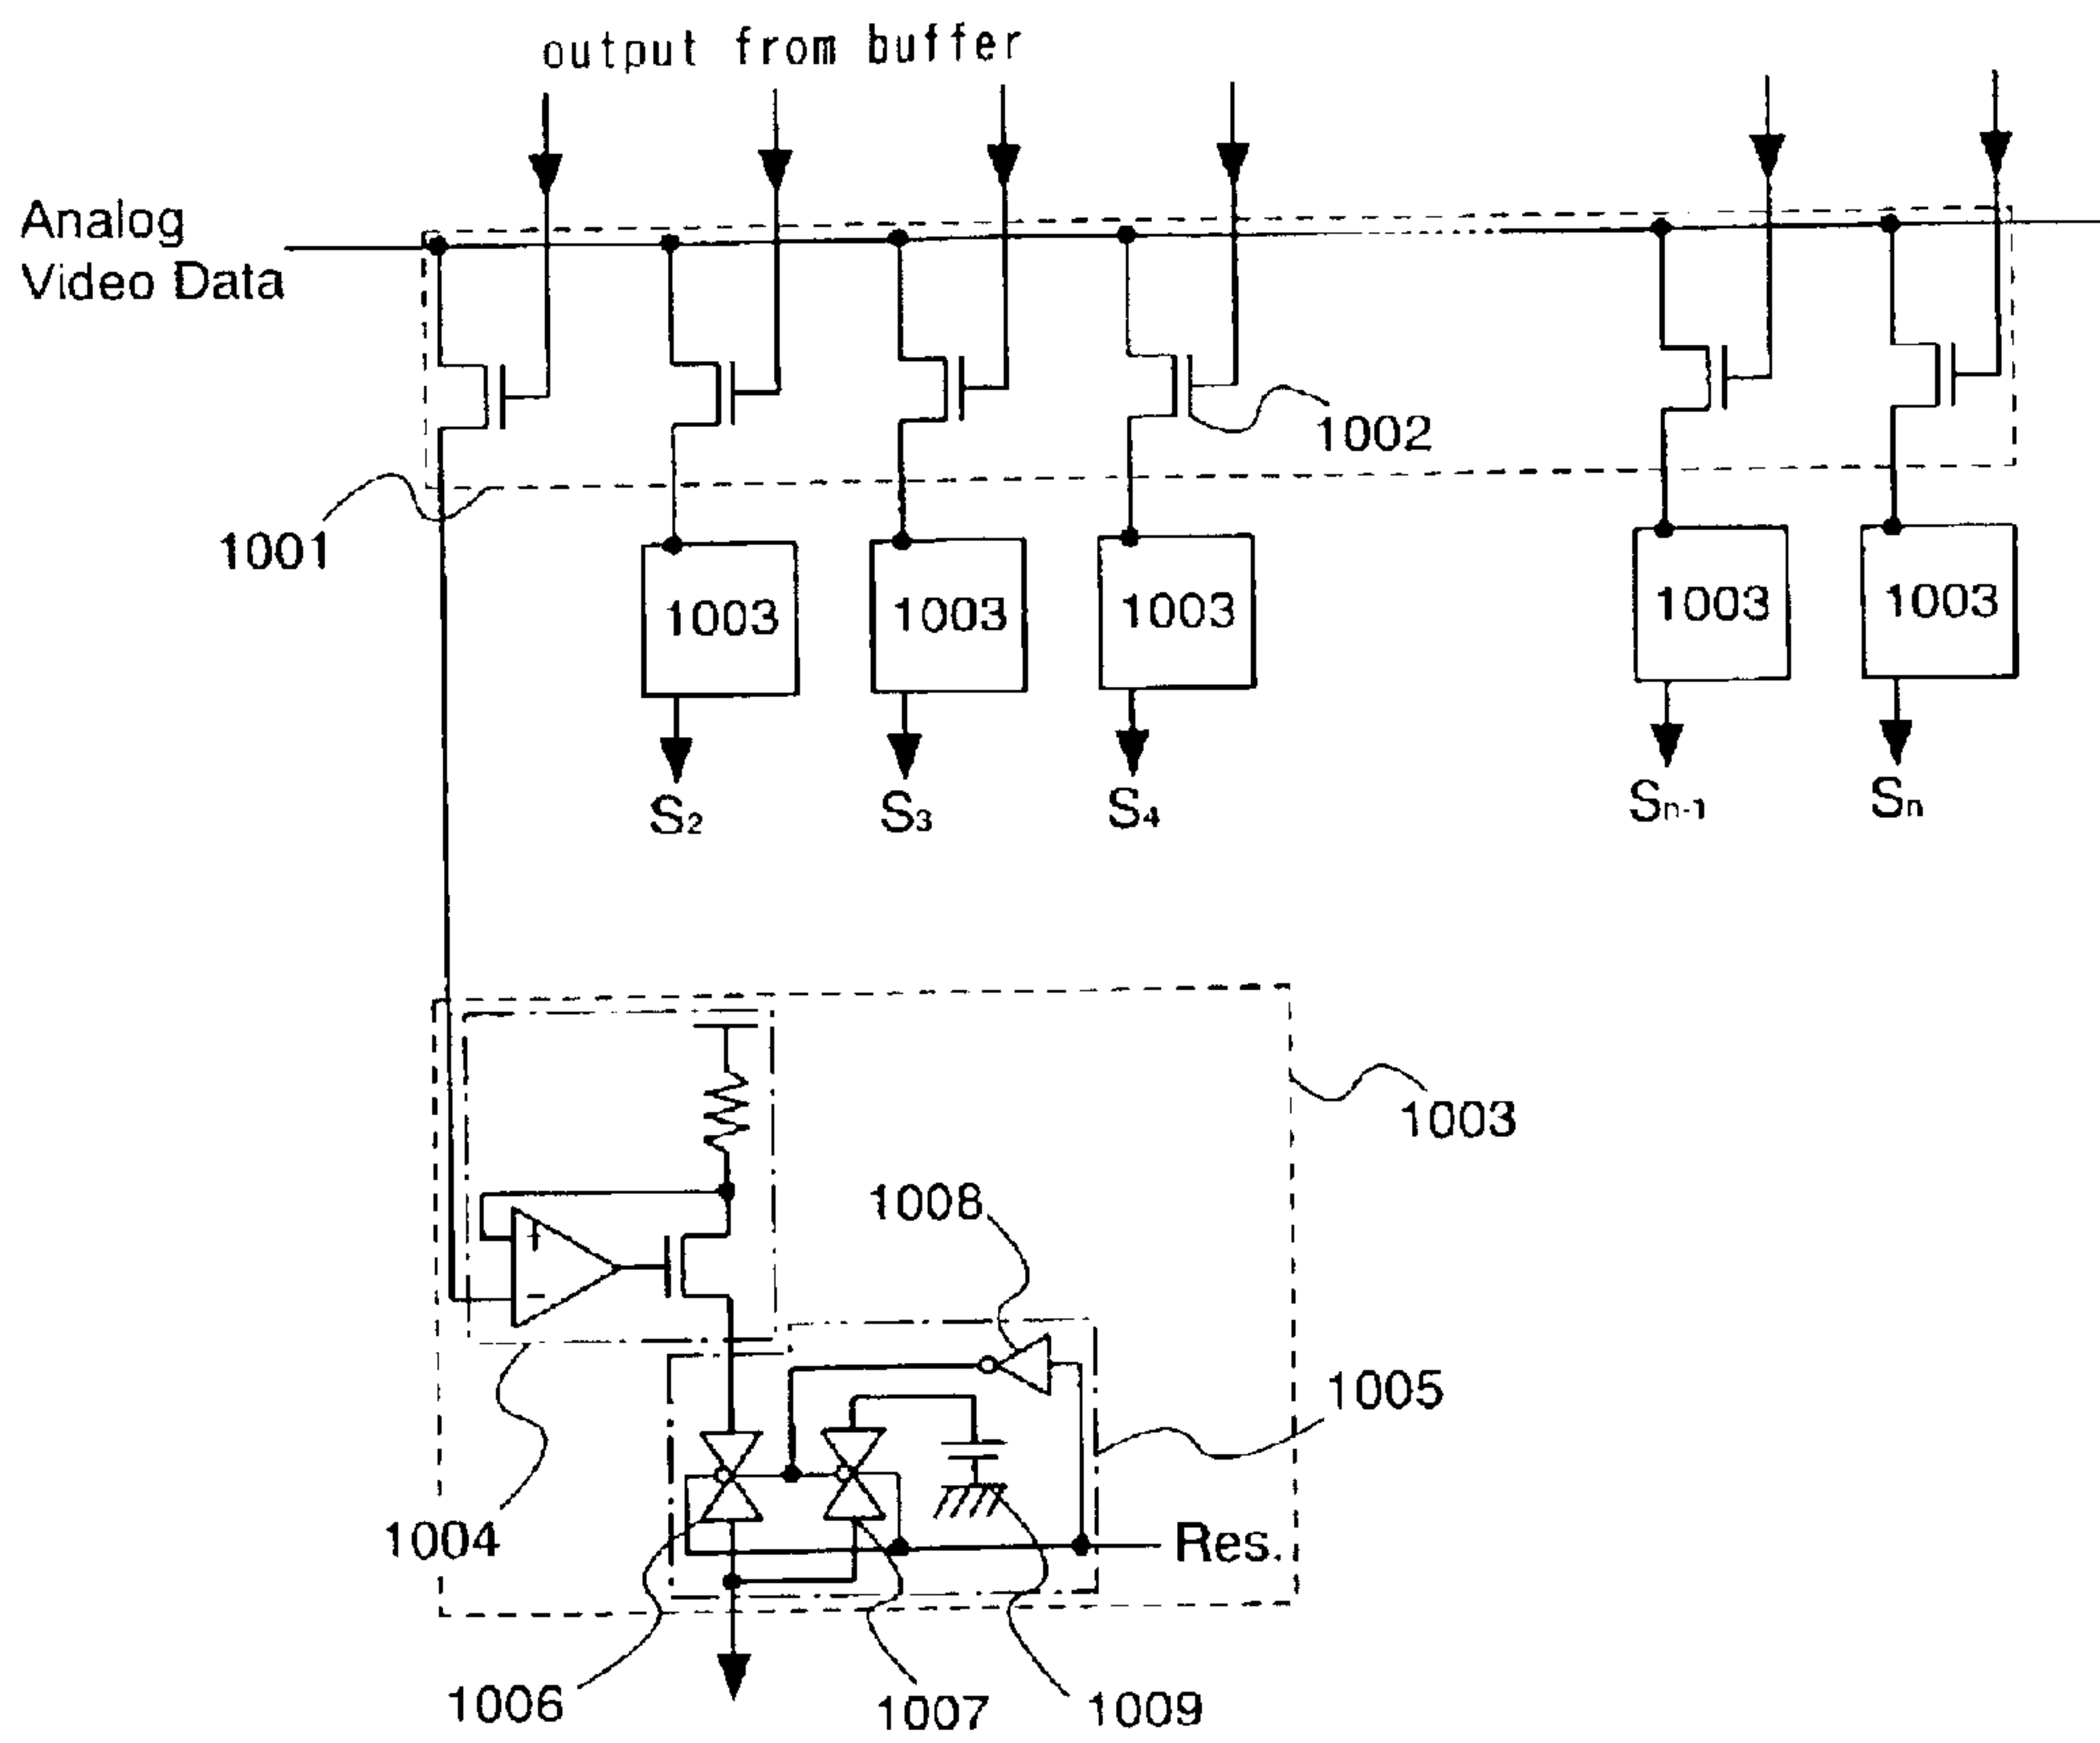 output from buffer
Analog
Video Data
1002
1001
1003 1003 1003 1003 1003
S2 S3 S4 Sn-1 Sn
1003
+
1008
−
1005
1004
Res.
1006 1007 1009